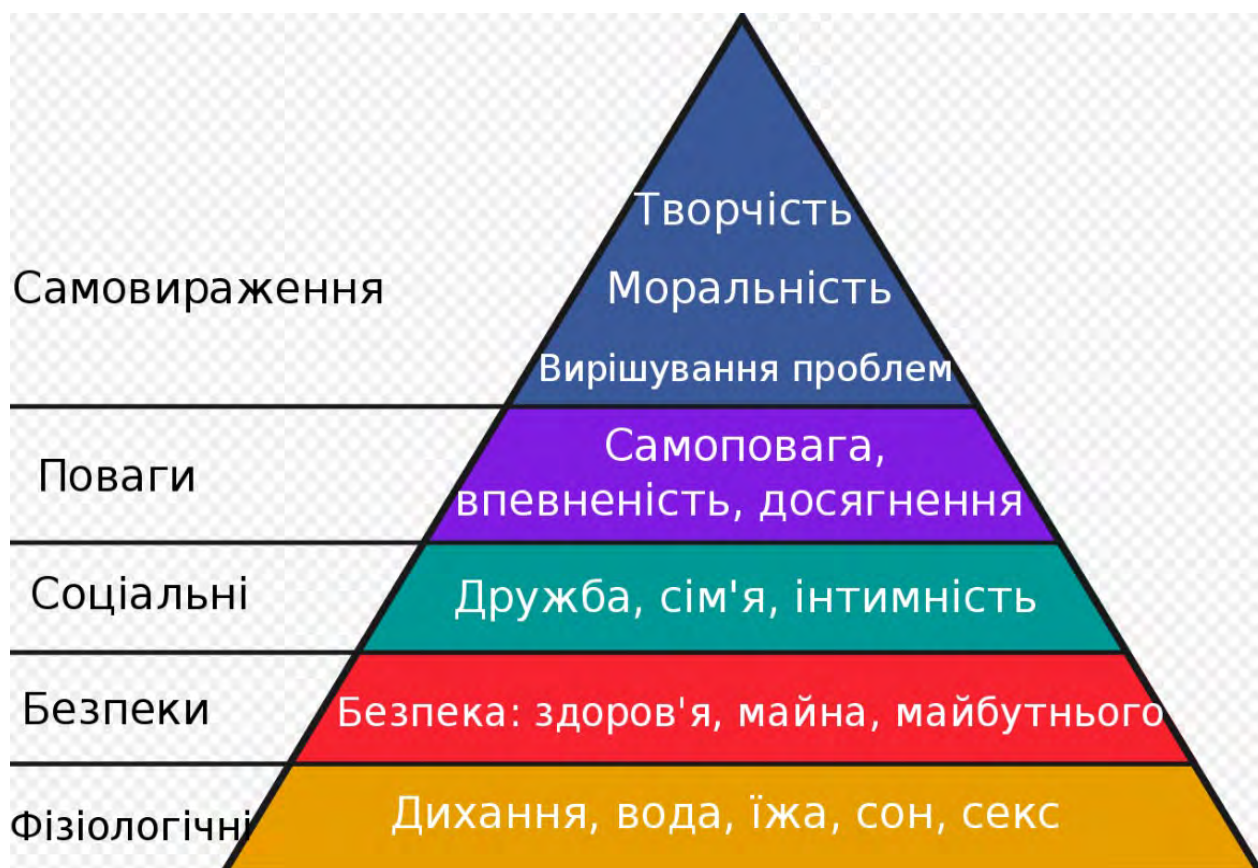 Творчість
Самовираження
Моральність
Вирішування проблем
Поваги
Самоповага,
впевненість, досягнення
Соціальні
Дружба, сім'я, інтимність
Безпеки
Безпека: здоров'я, майна, майбутнього
Фізіологічні
Дихання, вода, їжа, сон, секс